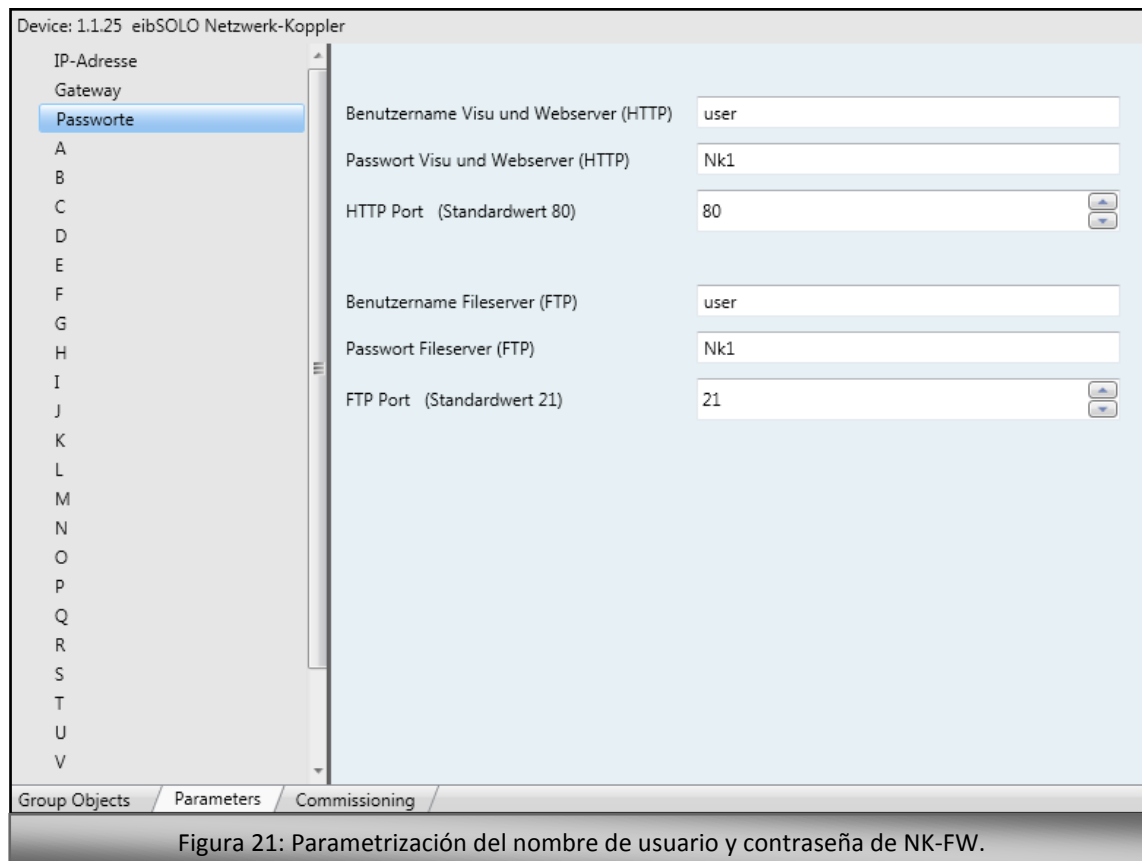 Device: 1.1.25 eibSOLO Netzwerk-Koppler
IP-Adresse
Gateway
Passworte
A
B
C
D
E
F
G
H
I
J
K
L
M
N
O
P
Q
R
S
T
U
V
Benutzername Visu und Webserver (HTTP) user
Passwort Visu und Webserver (HTTP) Nk1
HTTP Port (Standardwert 80) 80
Benutzername Fileserver (FTP) user
Passwort Fileserver (FTP) Nk1
FTP Port (Standardwert 21) 21
Group Objects Parameters Commissioning
Figura 21: Parametrización del nombre de usuario y contraseña de NK-FW.